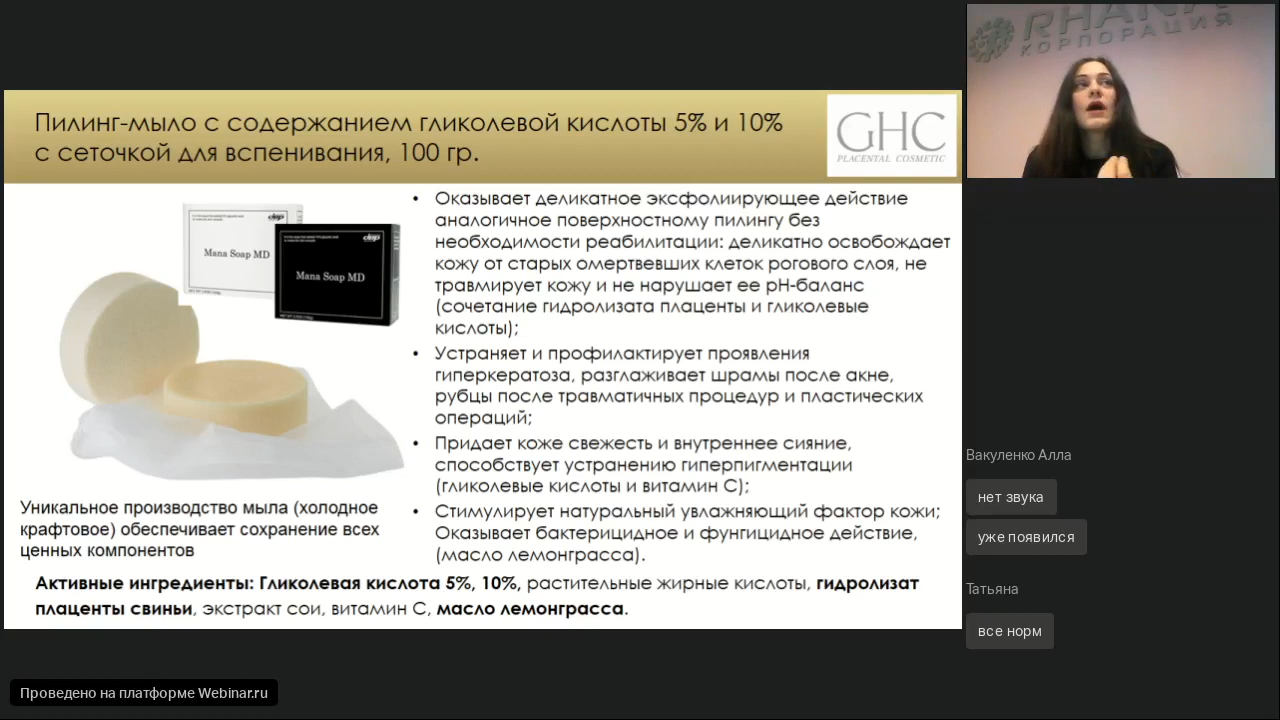 Пилинг-мыло с содержанием гликолевой кислоты 5% и 10%
с сеточкой для вспенивания, 100 гр.
GHC
PLACENTAL COSMETIC
Mana Soap MD
Mana Soap MD
• Оказывает деликатное эксфолиирующее действие
аналогичное поверхностному пилингу без
необходимости реабилитации: деликатно освобождает
кожу от старых омертвевших клеток рогового слоя, не
травмирует кожу и не нарушает ее pH-баланс
(сочетание гидролизата плаценты и гликолевые
кислоты);
• Устраняет и профилактирует проявления
гиперкератоза, разглаживает шрамы после акне,
рубцы после травматичных процедур и пластических
операций;
• Придает коже свежесть и внутреннее сияние,
способствует устранению гиперпигментации
(гликолевые кислоты и витамин С);
• Стимулирует натуральный увлажняющий фактор кожи;
Оказывает бактерицидное и фунгицидное действие,
(масло лемонграсса).
Уникальное производство мыла (холодное
крафтовое) обеспечивает сохранение всех
ценных компонентов
Активные ингредиенты: Гликолевая кислота 5%, 10%, растительные жирные кислоты, гидролизат
плаценты свиньи, экстракт сои, витамин С, масло лемонграсса.
КОРПОРАЦИЯ
Вакуленко Алла
нет звука
уже появился
Татьяна
все норм
Проведено на платформе Webinar.ru